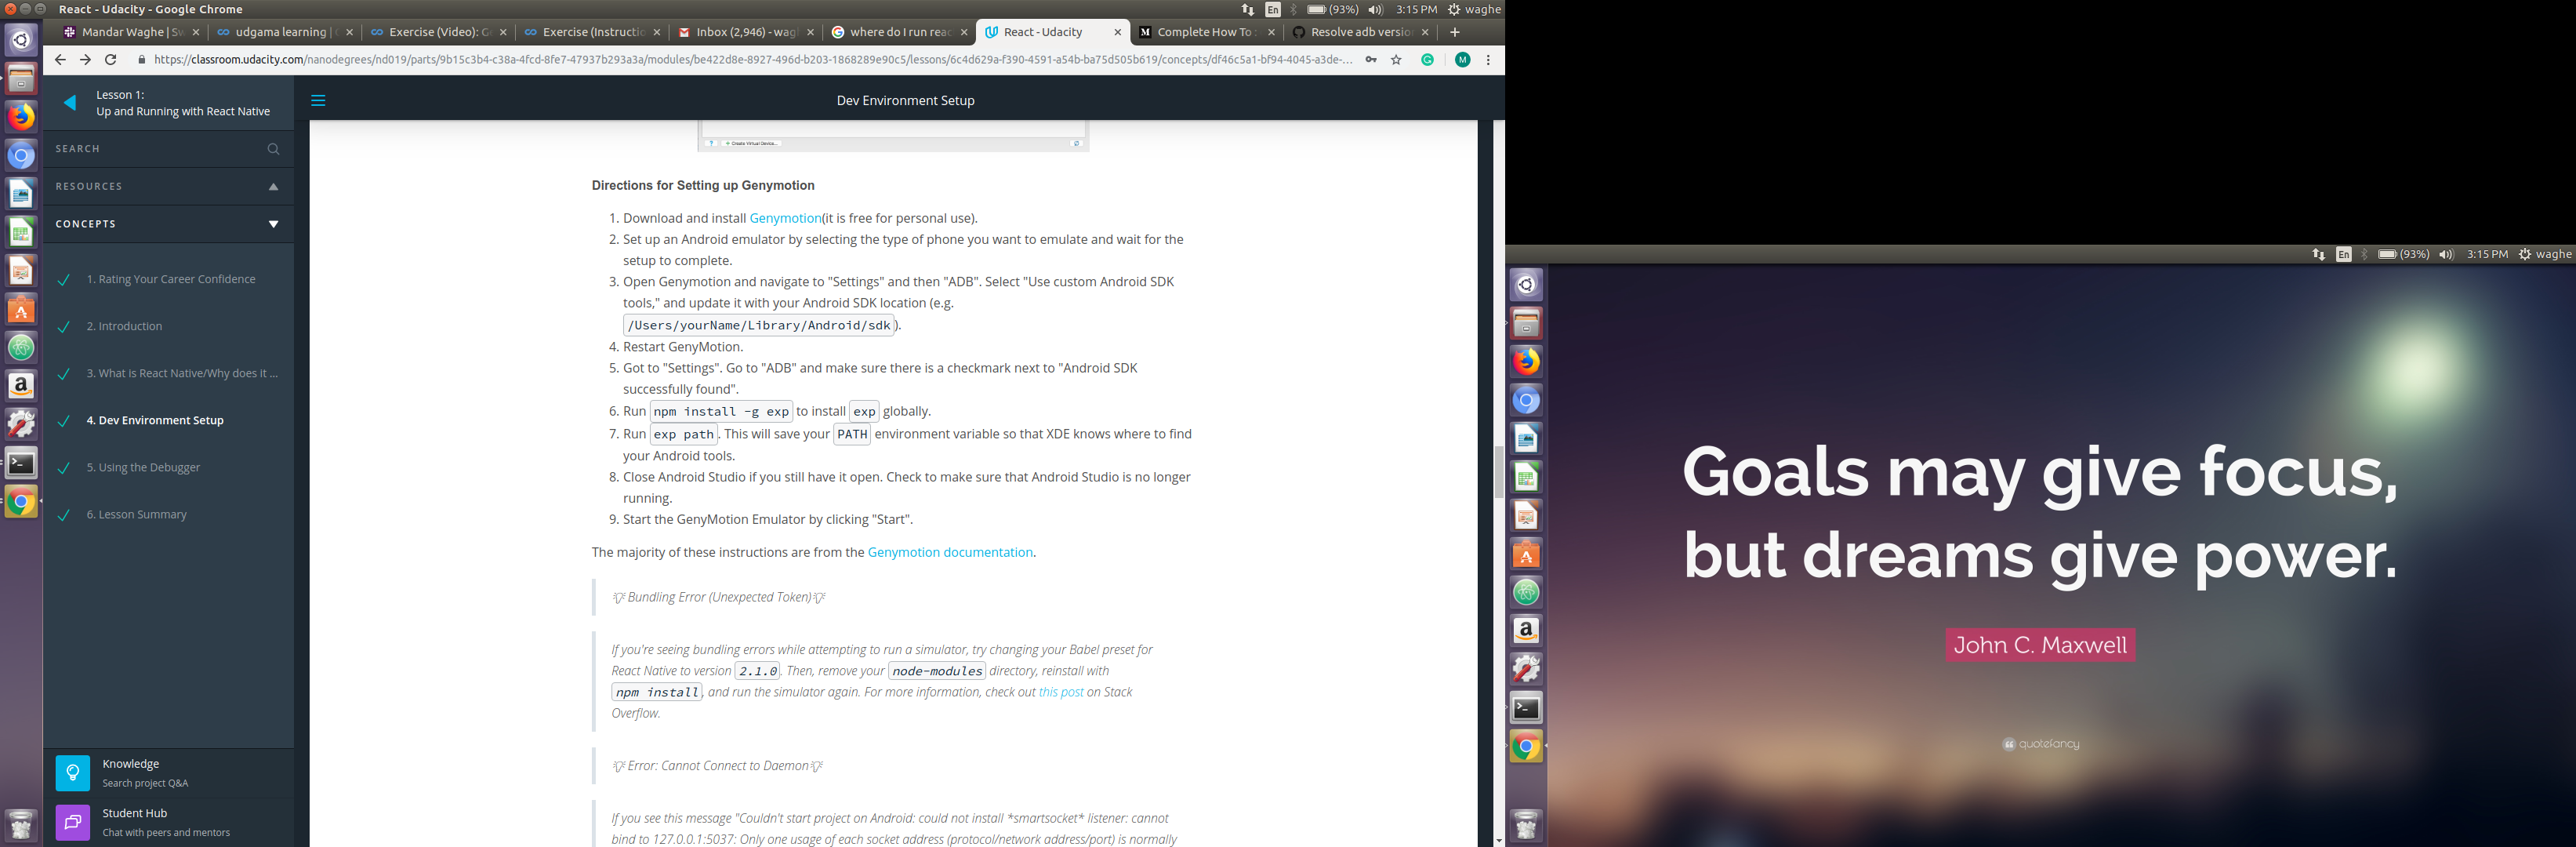 React - Udacity - Google Chrome
En (93%) 3:15 PM waghe
Mandar Waghe | Sw
udgama learning |
Exercise (Video): G
Exercise (Instructio
Inbox (2,946) - wag
where do I run reac
React - Udacity
Complete How To
Resolve adb version
https://classroom.udacity.com/nanodegrees/nd019/parts/9b15c3b4-c38a-4fcd-8fe7-47937b293a3a/modules/be422d8e-8927-496d-b203-1868289e90c5/lessons/6c4d629a-f390-4591-a54b-ba75d505b619/concepts/df46c5a1-bf94-4045-a3de-...
M
Lesson 1:
Up and Running with React Native
SEARCH
RESOURCES
CONCEPTS
1. Rating Your Career Confidence
2. Introduction
3. What is React Native/Why does it ...
4. Dev Environment Setup
5. Using the Debugger
6. Lesson Summary
Knowledge
Search project Q&A
Student Hub
Chat with peers and mentors
Dev Environment Setup
? + Create Virtual Device...
Directions for Setting up Genymotion
1. Download and install Genymotion(it is free for personal use).
2. Set up an Android emulator by selecting the type of phone you want to emulate and wait for the
setup to complete.
3. Open Genymotion and navigate to "Settings" and then "ADB". Select "Use custom Android SDK
tools," and update it with your Android SDK location (e.g.
/Users/yourName/Library/Android/sdk).
4. Restart GenyMotion.
5. Got to "Settings". Go to "ADB" and make sure there is a checkmark next to "Android SDK
successfully found".
6. Run npm install -g exp to install exp globally.
7. Run exp path. This will save your PATH environment variable so that XDE knows where to find
your Android tools.
8. Close Android Studio if you still have it open. Check to make sure that Android Studio is no longer
running.
9. Start the GenyMotion Emulator by clicking "Start".
The majority of these instructions are from the Genymotion documentation.
Bundling Error (Unexpected Token)
If you're seeing bundling errors while attempting to run a simulator, try changing your Babel preset for
React Native to version 2.1.0. Then, remove your node-modules directory, reinstall with
npm install, and run the simulator again. For more information, check out this post on Stack
Overflow.
Error: Cannot Connect to Daemon
If you see this message "Couldn't start project on Android: could not install *smartsocket* listener: cannot
bind to 127.0.0.1:5037: Only one usage of each socket address (protocol/network address/port) is normally
En (93%) 3:15 PM waghe
Goals may give focus,
but dreams give power.
John C. Maxwell
quotefancy